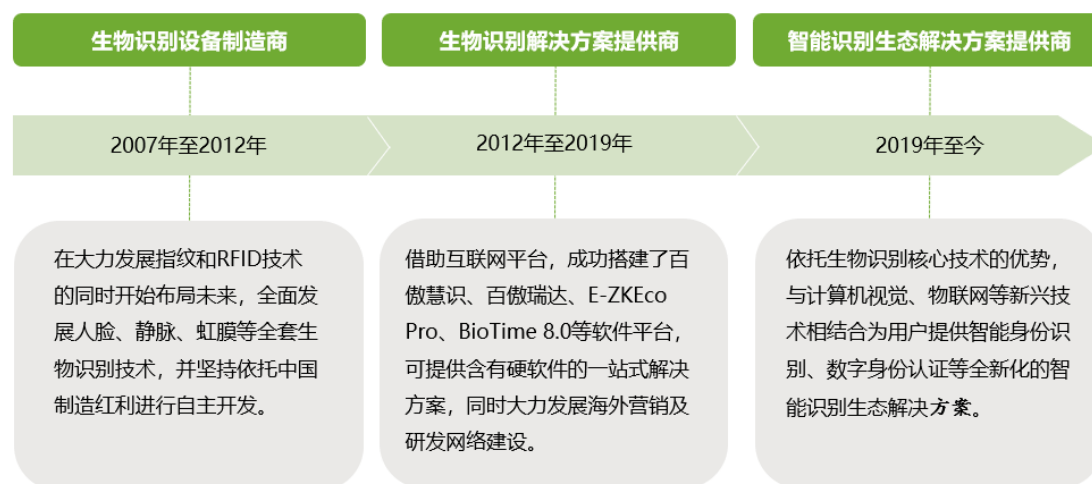 生物识别设备制造商
生物识别解决方案提供商
智能识别生态解决方案提供商
2007年至2012年
2012年至2019年
2019年至今
在大力发展指纹和RFID技术
的同时开始布局未来，全面发
展人脸、静脉、虹膜等全套生
物识别技术，并坚持依托中国
制造红利进行自主开发。
借助互联网平台，成功搭建了百
傲慧识、百傲瑞达、E-ZKEco
Pro、BioTime 8.0等软件平台，
可提供含有硬软件的一站式解决
方案，同时大力发展海外营销及
研发网络建设。
依托生物识别核心技术的优势，
与计算机视觉、物联网等新兴技
术相结合为用户提供智能身份识
别、数字身份认证等全新化的智
能识别生态解决方案。